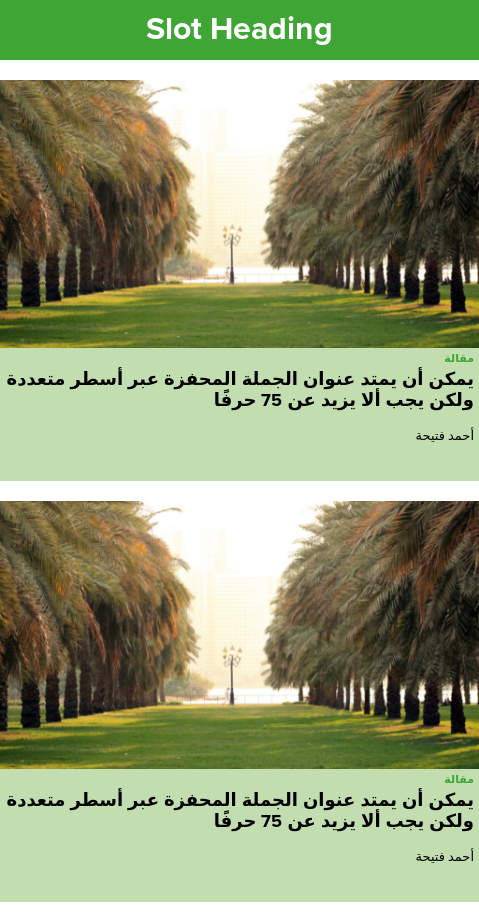 Slot Heading
مقالة
يمكن أن يمتد عنوان الجملة المحفزة عبر أسطر متعددة
ولكن يجب ألا يزيد عن 75 حرفًا
أحمد فتيحة
مقالة
يمكن أن يمتد عنوان الجملة المحفزة عبر أسطر متعددة
ولكن يجب ألا يزيد عن 75 حرفًا
أحمد فتيحة